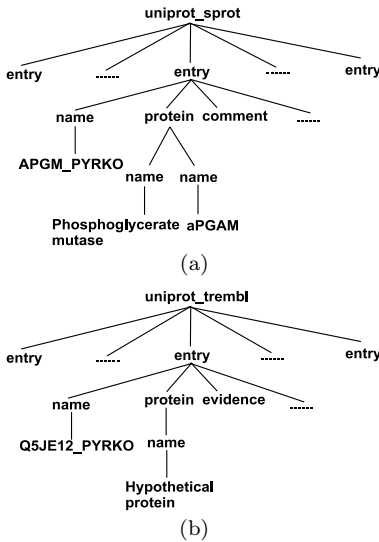 uniprot_sprot
entry ...... entry ...... entry
name protein comment ......
APGM_PYRKO name name
Phosphoglycerate aPGAM
mutase
(a)
uniprot_trembl
entry ...... entry ...... entry
name protein evidence ......
Q5JE12_PYRKO name
Hypothetical
protein
(b)